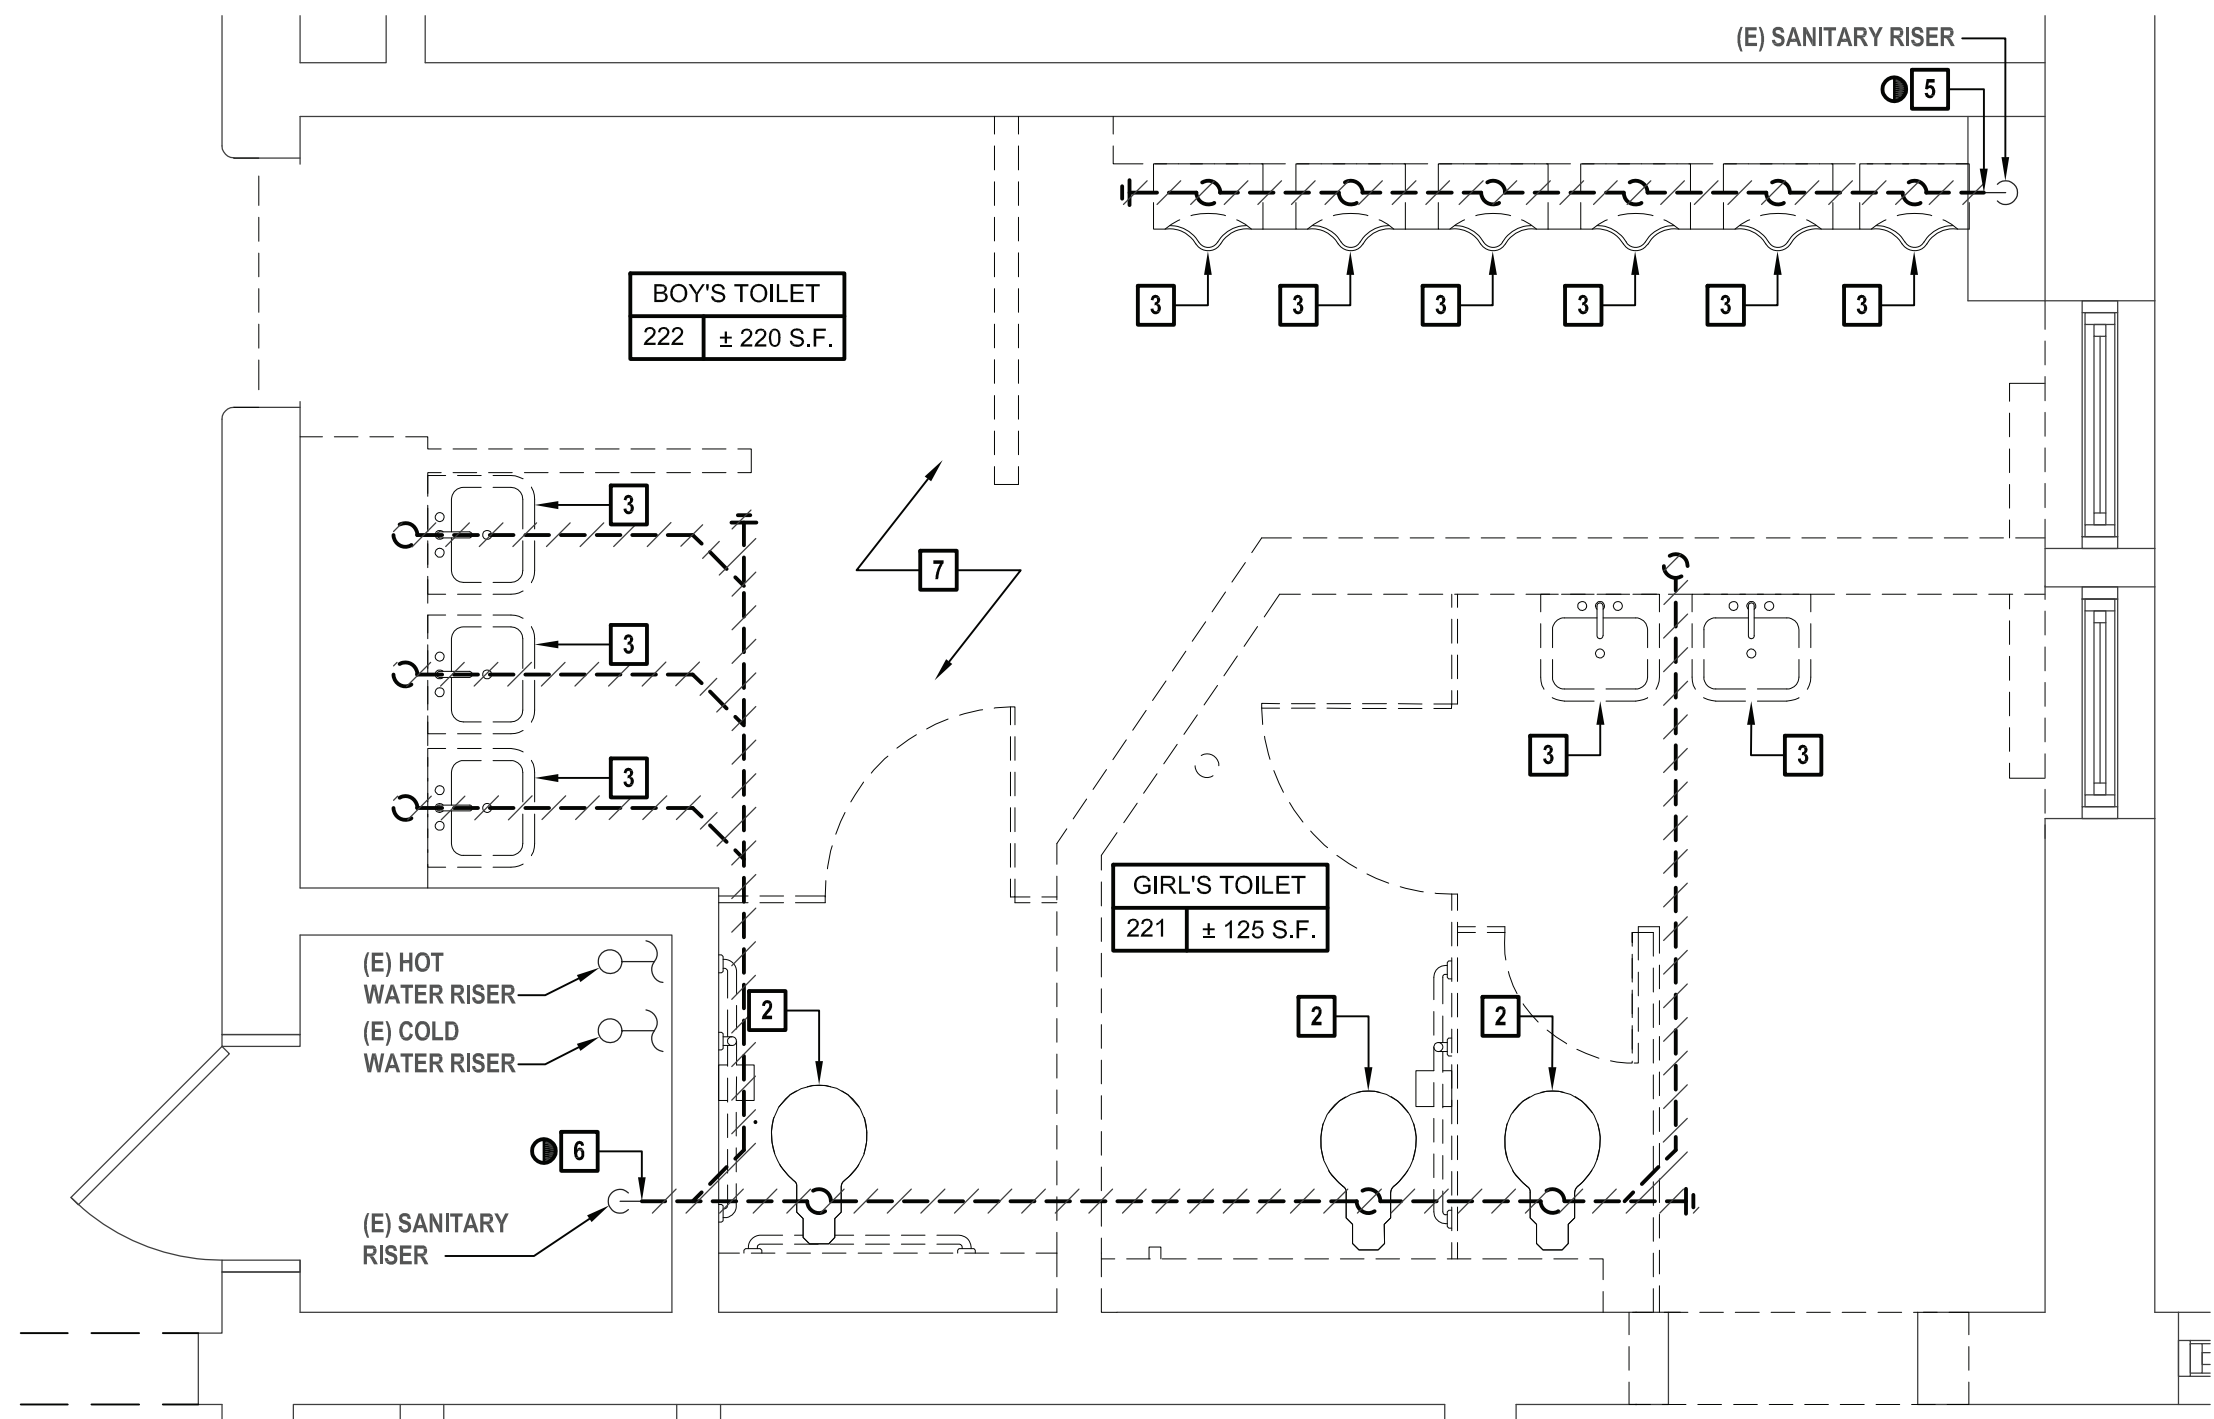 (E) SANITARY RISER
5
3 3 3 3 3 3
BOY'S TOILET
222 ± 220 S.F.
3
7
3
3
3 3
GIRL'S TOILET
221 ± 125 S.F.
(E) HOT
WATER RISER
(E) COLD
WATER RISER
2 2 2
6
(E) SANITARY
RISER